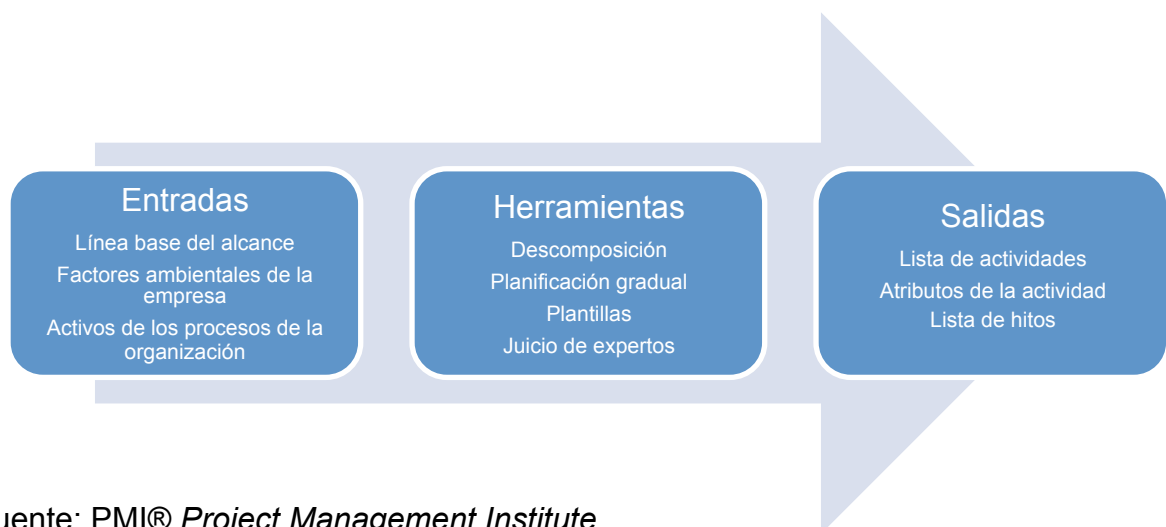 Entradas
Línea base del alcance
Factores ambientales de la
empresa
Activos de los procesos de la
organización
Herramientas
Descomposición
Planificación gradual
Plantillas
Juicio de expertos
Salidas
Lista de actividades
Atributos de la actividad
Lista de hitos
uente: PMI® Project Management Institute